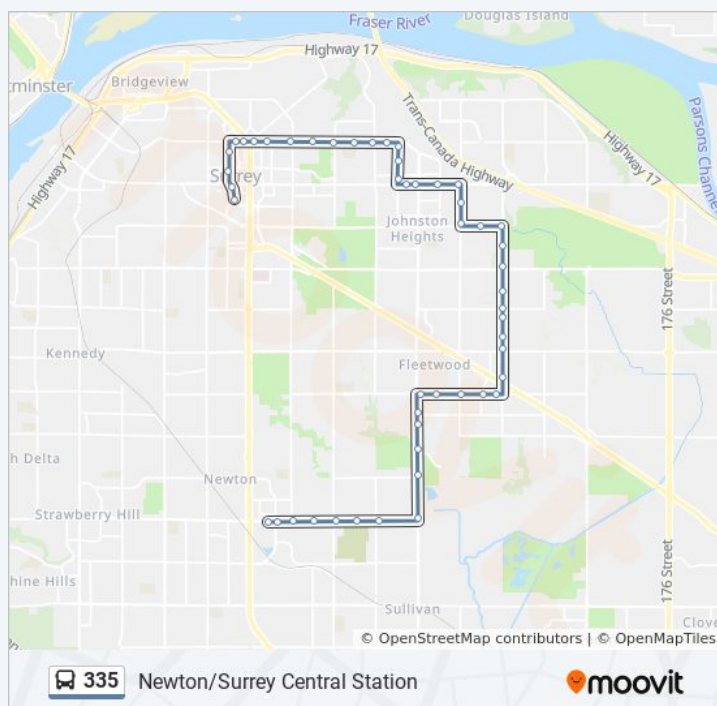 Fraser River
Douglas Island
Highway 17
tminster
Bridgeview
Trans-Canada Highway
Parsons Channe
Highway 17
Highway 17
Surrey
Johnston
Heights
176 Street
Kennedy
Fleetwood
h Delta
Newton
Strawberry Hill
176 Street
hine Hills
Sullivan
Clove
© OpenStreetMap contributors | © OpenMapTiles
335 Newton/Surrey Central Station
moovit